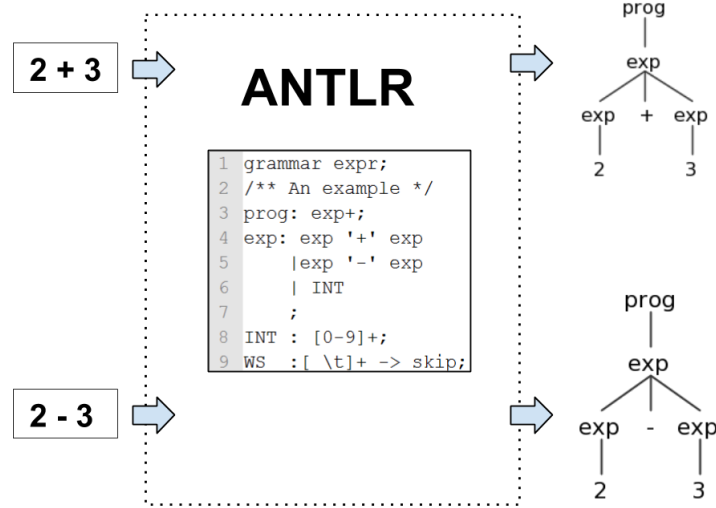 prog
2 + 3
exp
ANTLR
exp + exp
2 3
1 grammar expr;
2 /** An example */
3 prog: exp+;
4 exp: exp '+' exp
5 |exp '-' exp
6 | INT
7 ;
8 INT : [0-9]+;
9 WS :[ \t]+ -> skip;
prog
exp
2 - 3
exp - exp
2 3